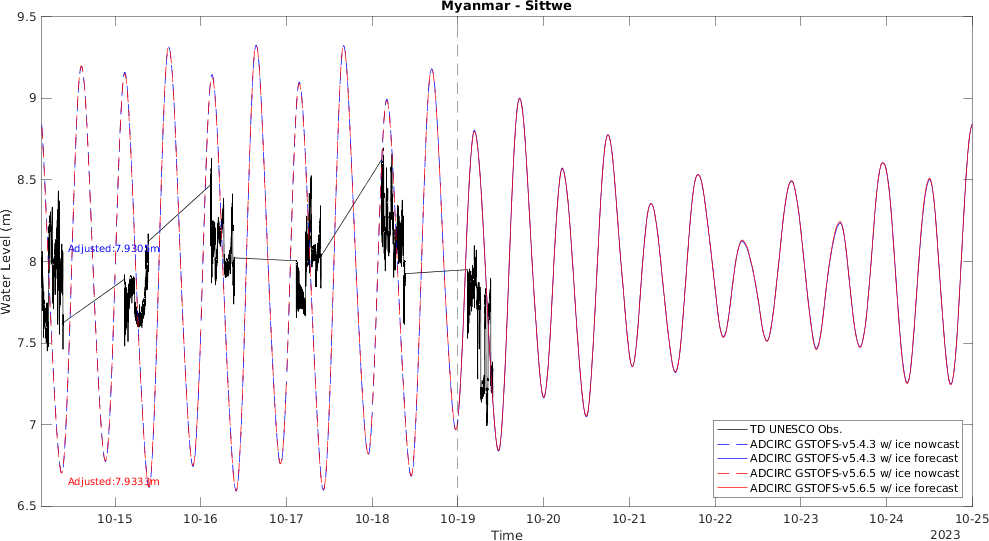 Myanmar - Sittwe
9.5
9
8.5
8
7.5
7
6.5
Water Level (m)
Adjusted:7.9305m
Adjusted:7.9333m
TD UNESCO Obs.
ADCIRC GSTOFS-v5.4.3 w/ ice nowcast
ADCIRC GSTOFS-v5.4.3 w/ ice forecast
ADCIRC GSTOFS-v5.6.5 w/ ice nowcast
ADCIRC GSTOFS-v5.6.5 w/ ice forecast
10-15 10-16 10-17 10-18 10-19 10-20 10-21 10-22 10-23 10-24 10-25
Time
2023